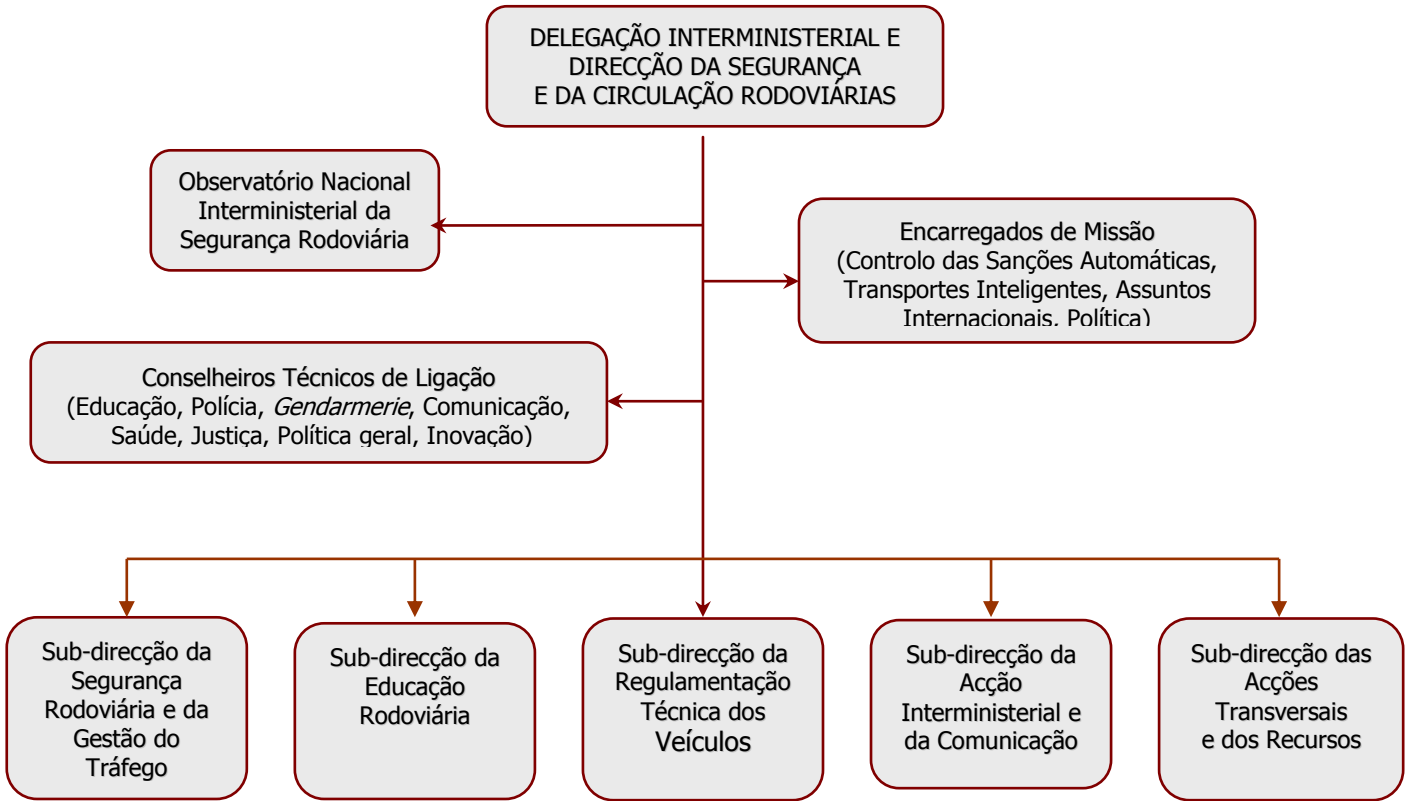 DELEGAÇÃO INTERMINISTERIAL E
DIRECÇÃO DA SEGURANÇA
E DA CIRCULAÇÃO RODOVIÁRIAS
Observatório Nacional
Interministerial da
Segurança Rodoviária
Encarregados de Missão
(Controlo das Sanções Automáticas,
Transportes Inteligentes, Assuntos
Internacionais, Política)
Conselheiros Técnicos de Ligação
(Educação, Polícia, Gendarmerie, Comunicação,
Saúde, Justiça, Política geral, Inovação)
Sub-direcção da
Segurança
Rodoviária e da
Gestão do
Tráfego
Sub-direcção da
Educação
Rodoviária
Sub-direcção da
Regulamentação
Técnica dos
Veículos
Sub-direcção da
Acção
Interministerial e
da Comunicação
Sub-direcção das
Acções
Transversais
e dos Recursos